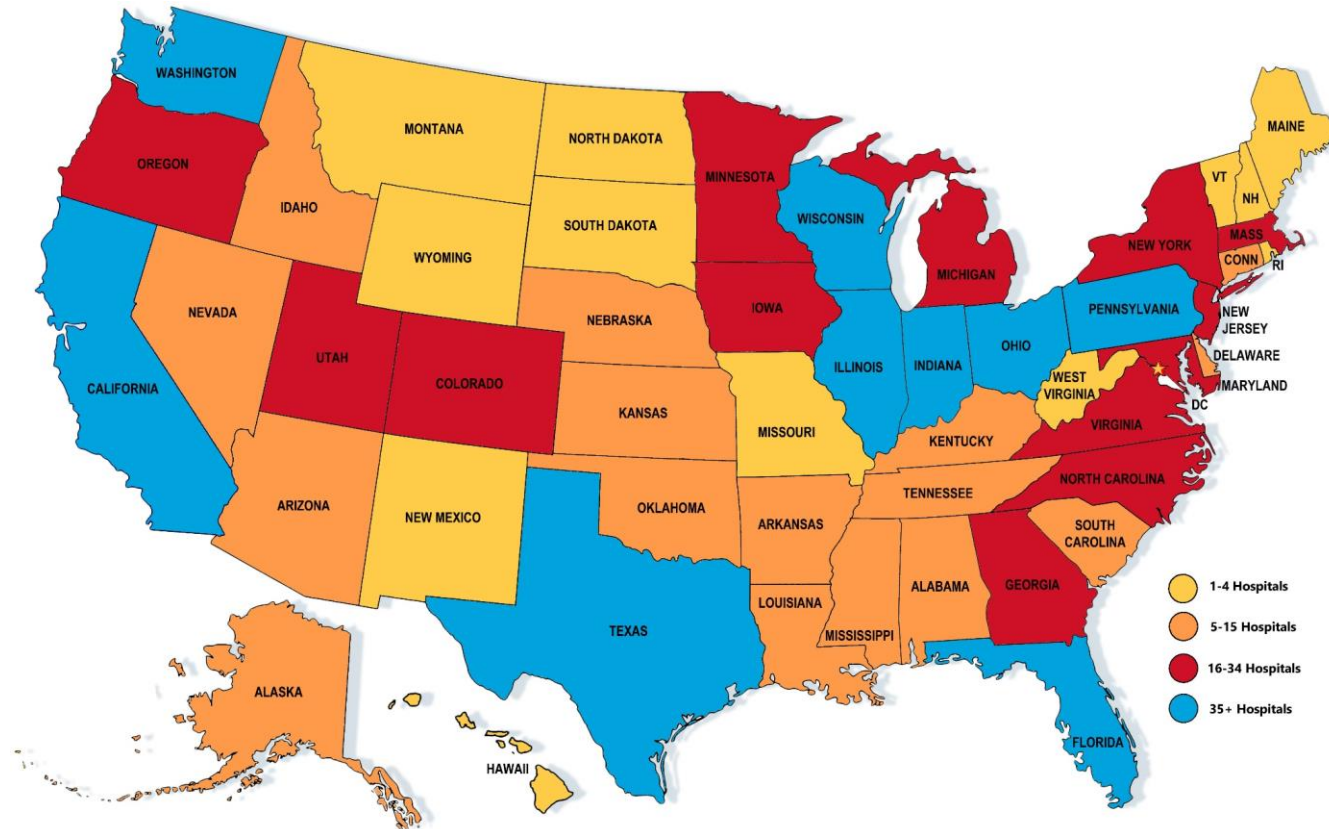 WASHINGTON
OREGON
CALIFORNIA
IDAHO
NEVADA
MONTANA
WYOMING
UTAH
COLORADO
ARIZONA
NEW MEXICO
NORTH DAKOTA
SOUTH DAKOTA
NEBRASKA
KANSAS
OKLAHOMA
TEXAS
MINNESOTA
IOWA
MISSOURI
ARKANSAS
LOUISIANA
WISCONSIN
ILLINOIS
MICHIGAN
INDIANA
OHIO
KENTUCKY
TENNESSEE
MISSISSIPPI
ALABAMA
GEORGIA
FLORIDA
SOUTH
CAROLINA
NORTH CAROLINA
VIRGINIA
WEST
VIRGINIA
PENNSYLVANIA
NEW YORK
MAINE
VT
NH
MASS
CONN
RI
NEW
JERSEY
DELAWARE
MARYLAND
DC
ALASKA
HAWAII
1-4 Hospitals
5-15 Hospitals
16-34 Hospitals
35+ Hospitals